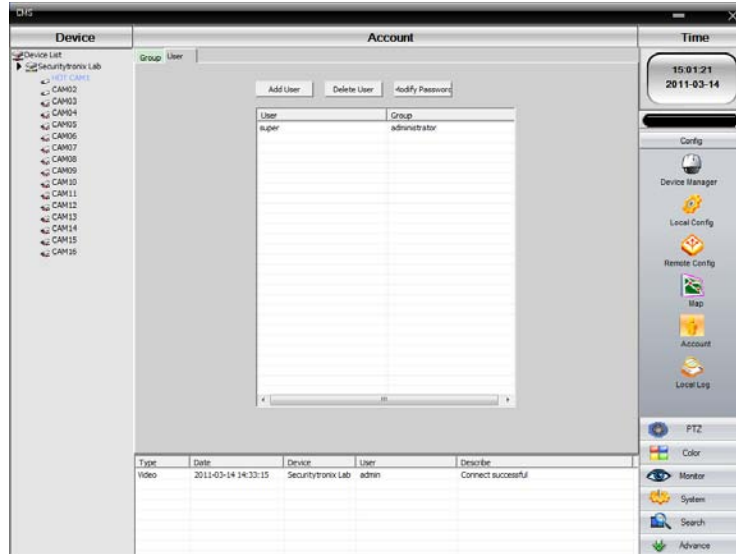 CMS
Device
Account
Time
Device List
Securitytronix Lab
HOT CAM1
CAM02
CAM03
CAM04
CAM05
CAM06
CAM07
CAM08
CAM09
CAM10
CAM11
CAM12
CAM13
CAM14
CAM15
CAM16
Group User
Add User Delete User Modify Password
User Group
super administrator
15:01:21
2011-03-14
Config
Device Manager
Local Config
Remote Config
Map
Account
Local Log
PTZ
Color
Monitor
System
Search
Advance
Type Date Device User Describe
Video 2011-03-14 14:33:15 Securitytronix Lab admin Connect successful